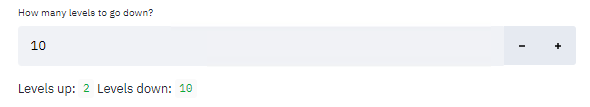 How many levels to go down?
10 - +
Levels up: 2 Levels down: 10